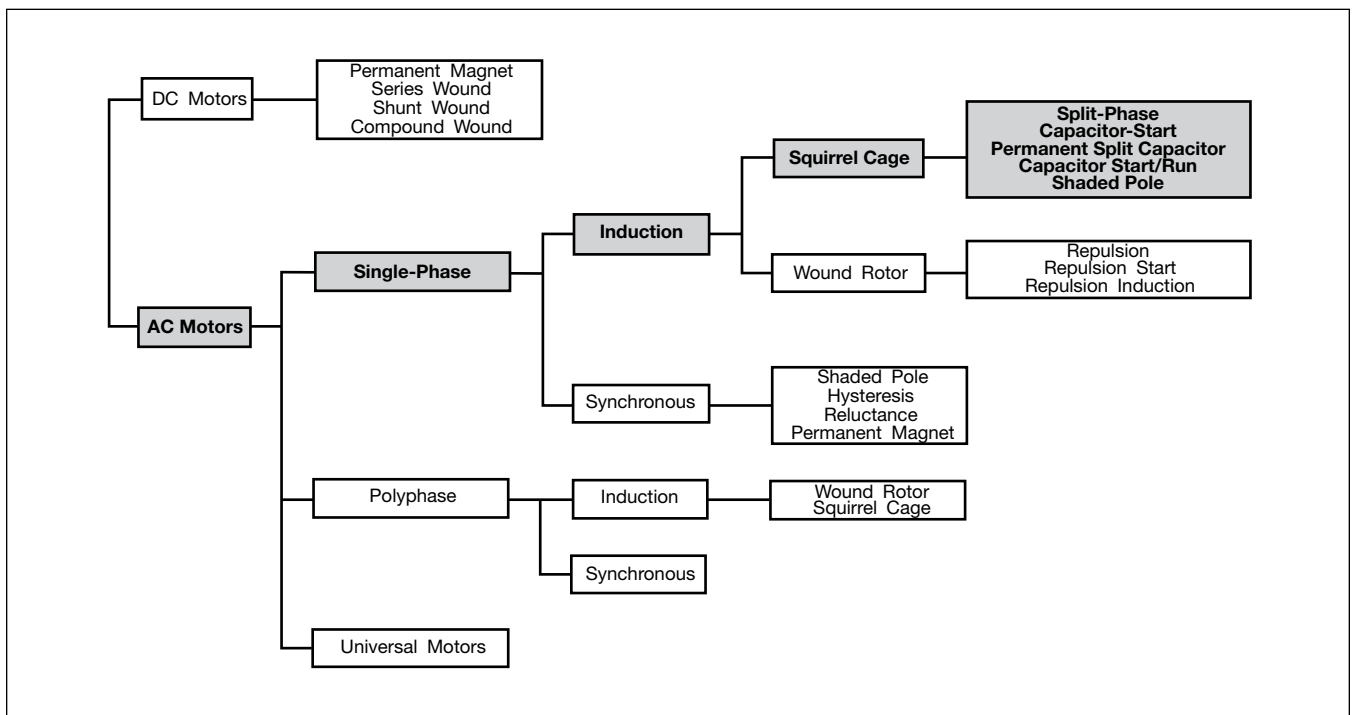 DC Motors
Permanent Magnet
Series Wound
Shunt Wound
Compound Wound
AC Motors
Single-Phase
Induction
Squirrel Cage
Split-Phase
Capacitor-Start
Permanent Split Capacitor
Capacitor Start/Run
Shaded Pole
Wound Rotor
Repulsion
Repulsion Start
Repulsion Induction
Synchronous
Shaded Pole
Hysteresis
Reluctance
Permanent Magnet
Polyphase
Induction
Wound Rotor
Squirrel Cage
Synchronous
Universal Motors